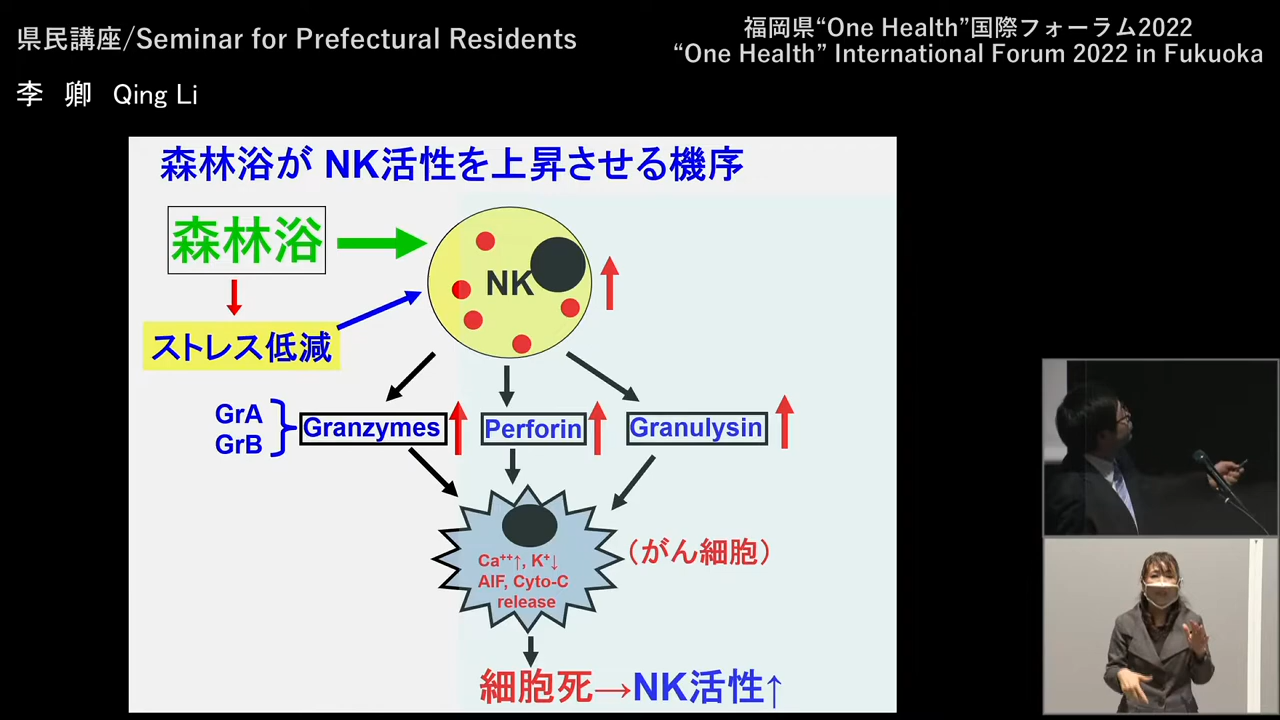 県民講座/Seminar for Prefectural Residents
福岡県“One Health”国際フォーラム2022
“One Health” International Forum 2022 in Fukuoka
李 卿 Qing Li
森林浴が NK活性を上昇させる機序
森林浴
NK
ストレス低減
GrA
GrB
Granzymes
Perforin
Granulysin
Ca++↑, K+↓
AIF, Cyto-C
release
（がん細胞）
細胞死→NK活性↑